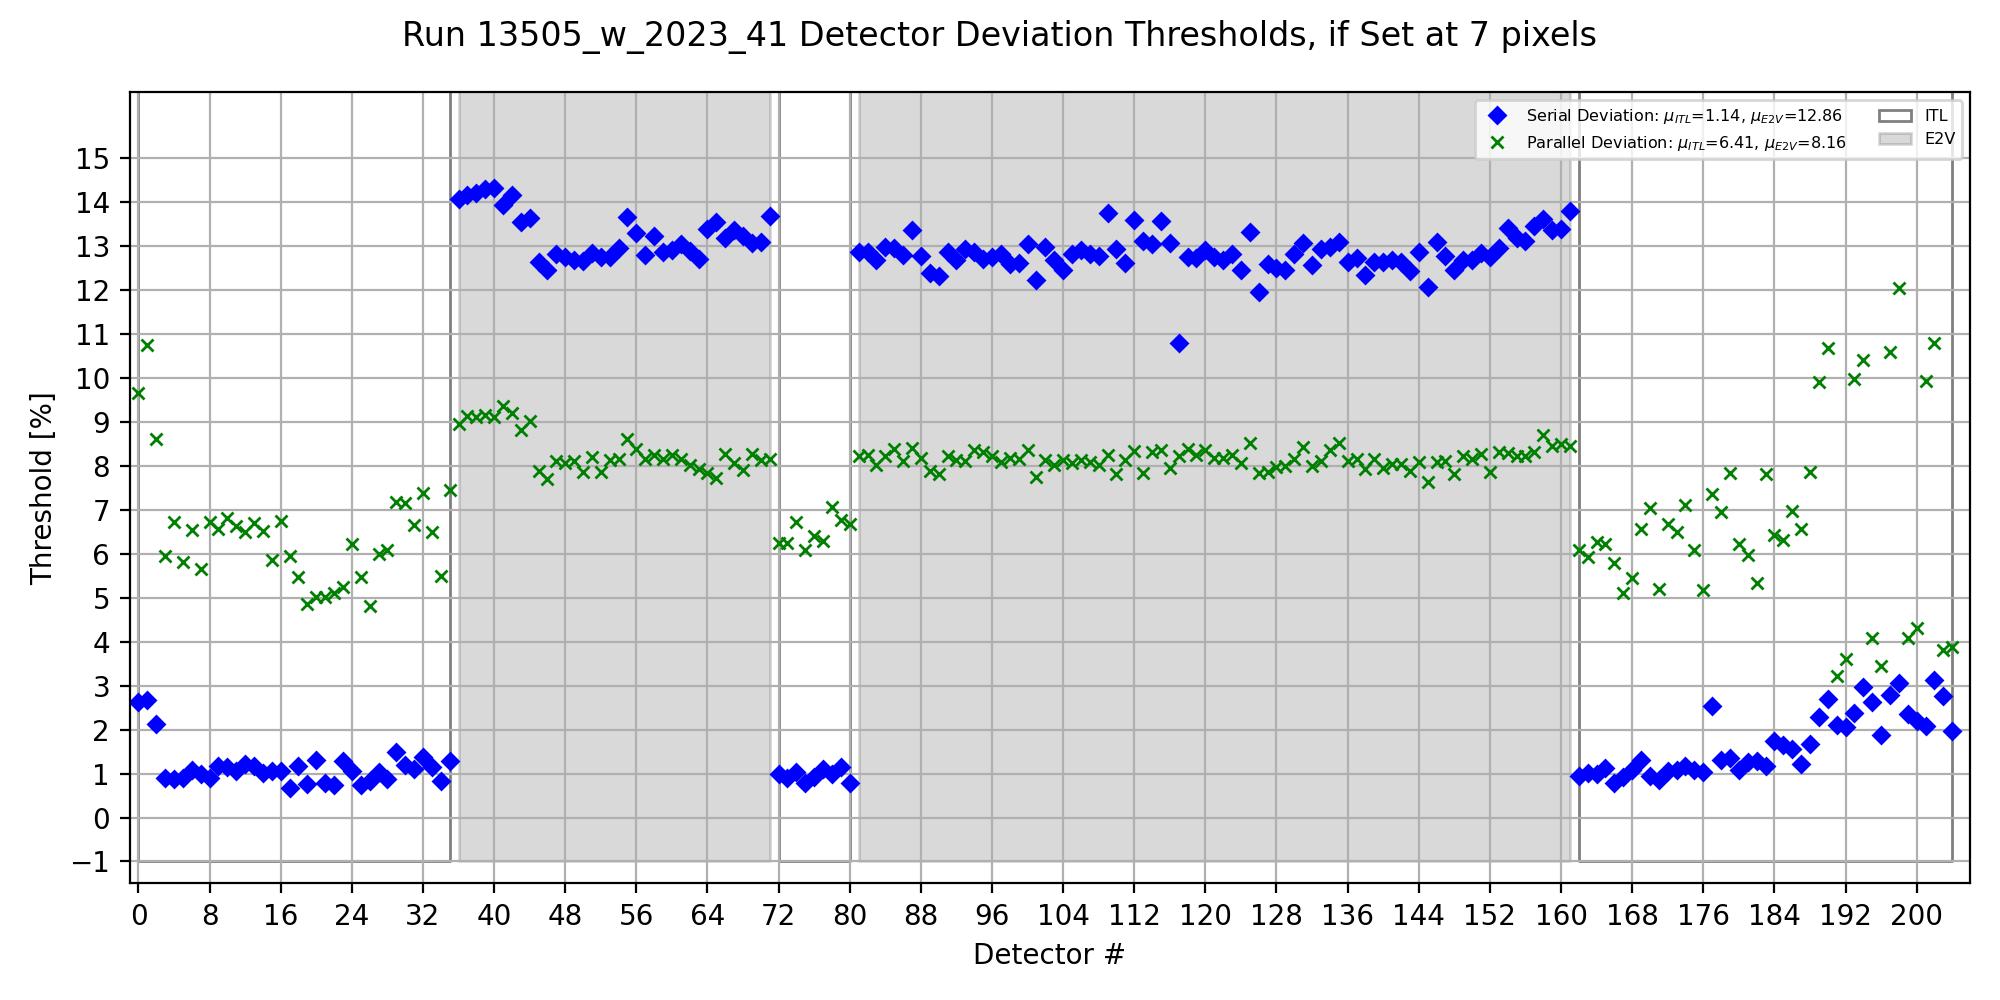 Run 13505_w_2023_41 Detector Deviation Thresholds, if Set at 7 pixels
Serial Deviation: μITL=1.14, μE2V=12.86
Parallel Deviation: μITL=6.41, μE2V=8.16
ITL
E2V
Threshold [%]
15
14
13
12
11
10
9
8
7
6
5
4
3
2
1
0
−1
0 8 16 24 32 40 48 56 64 72 80 88 96 104 112 120 128 136 144 152 160 168 176 184 192 200
Detector #